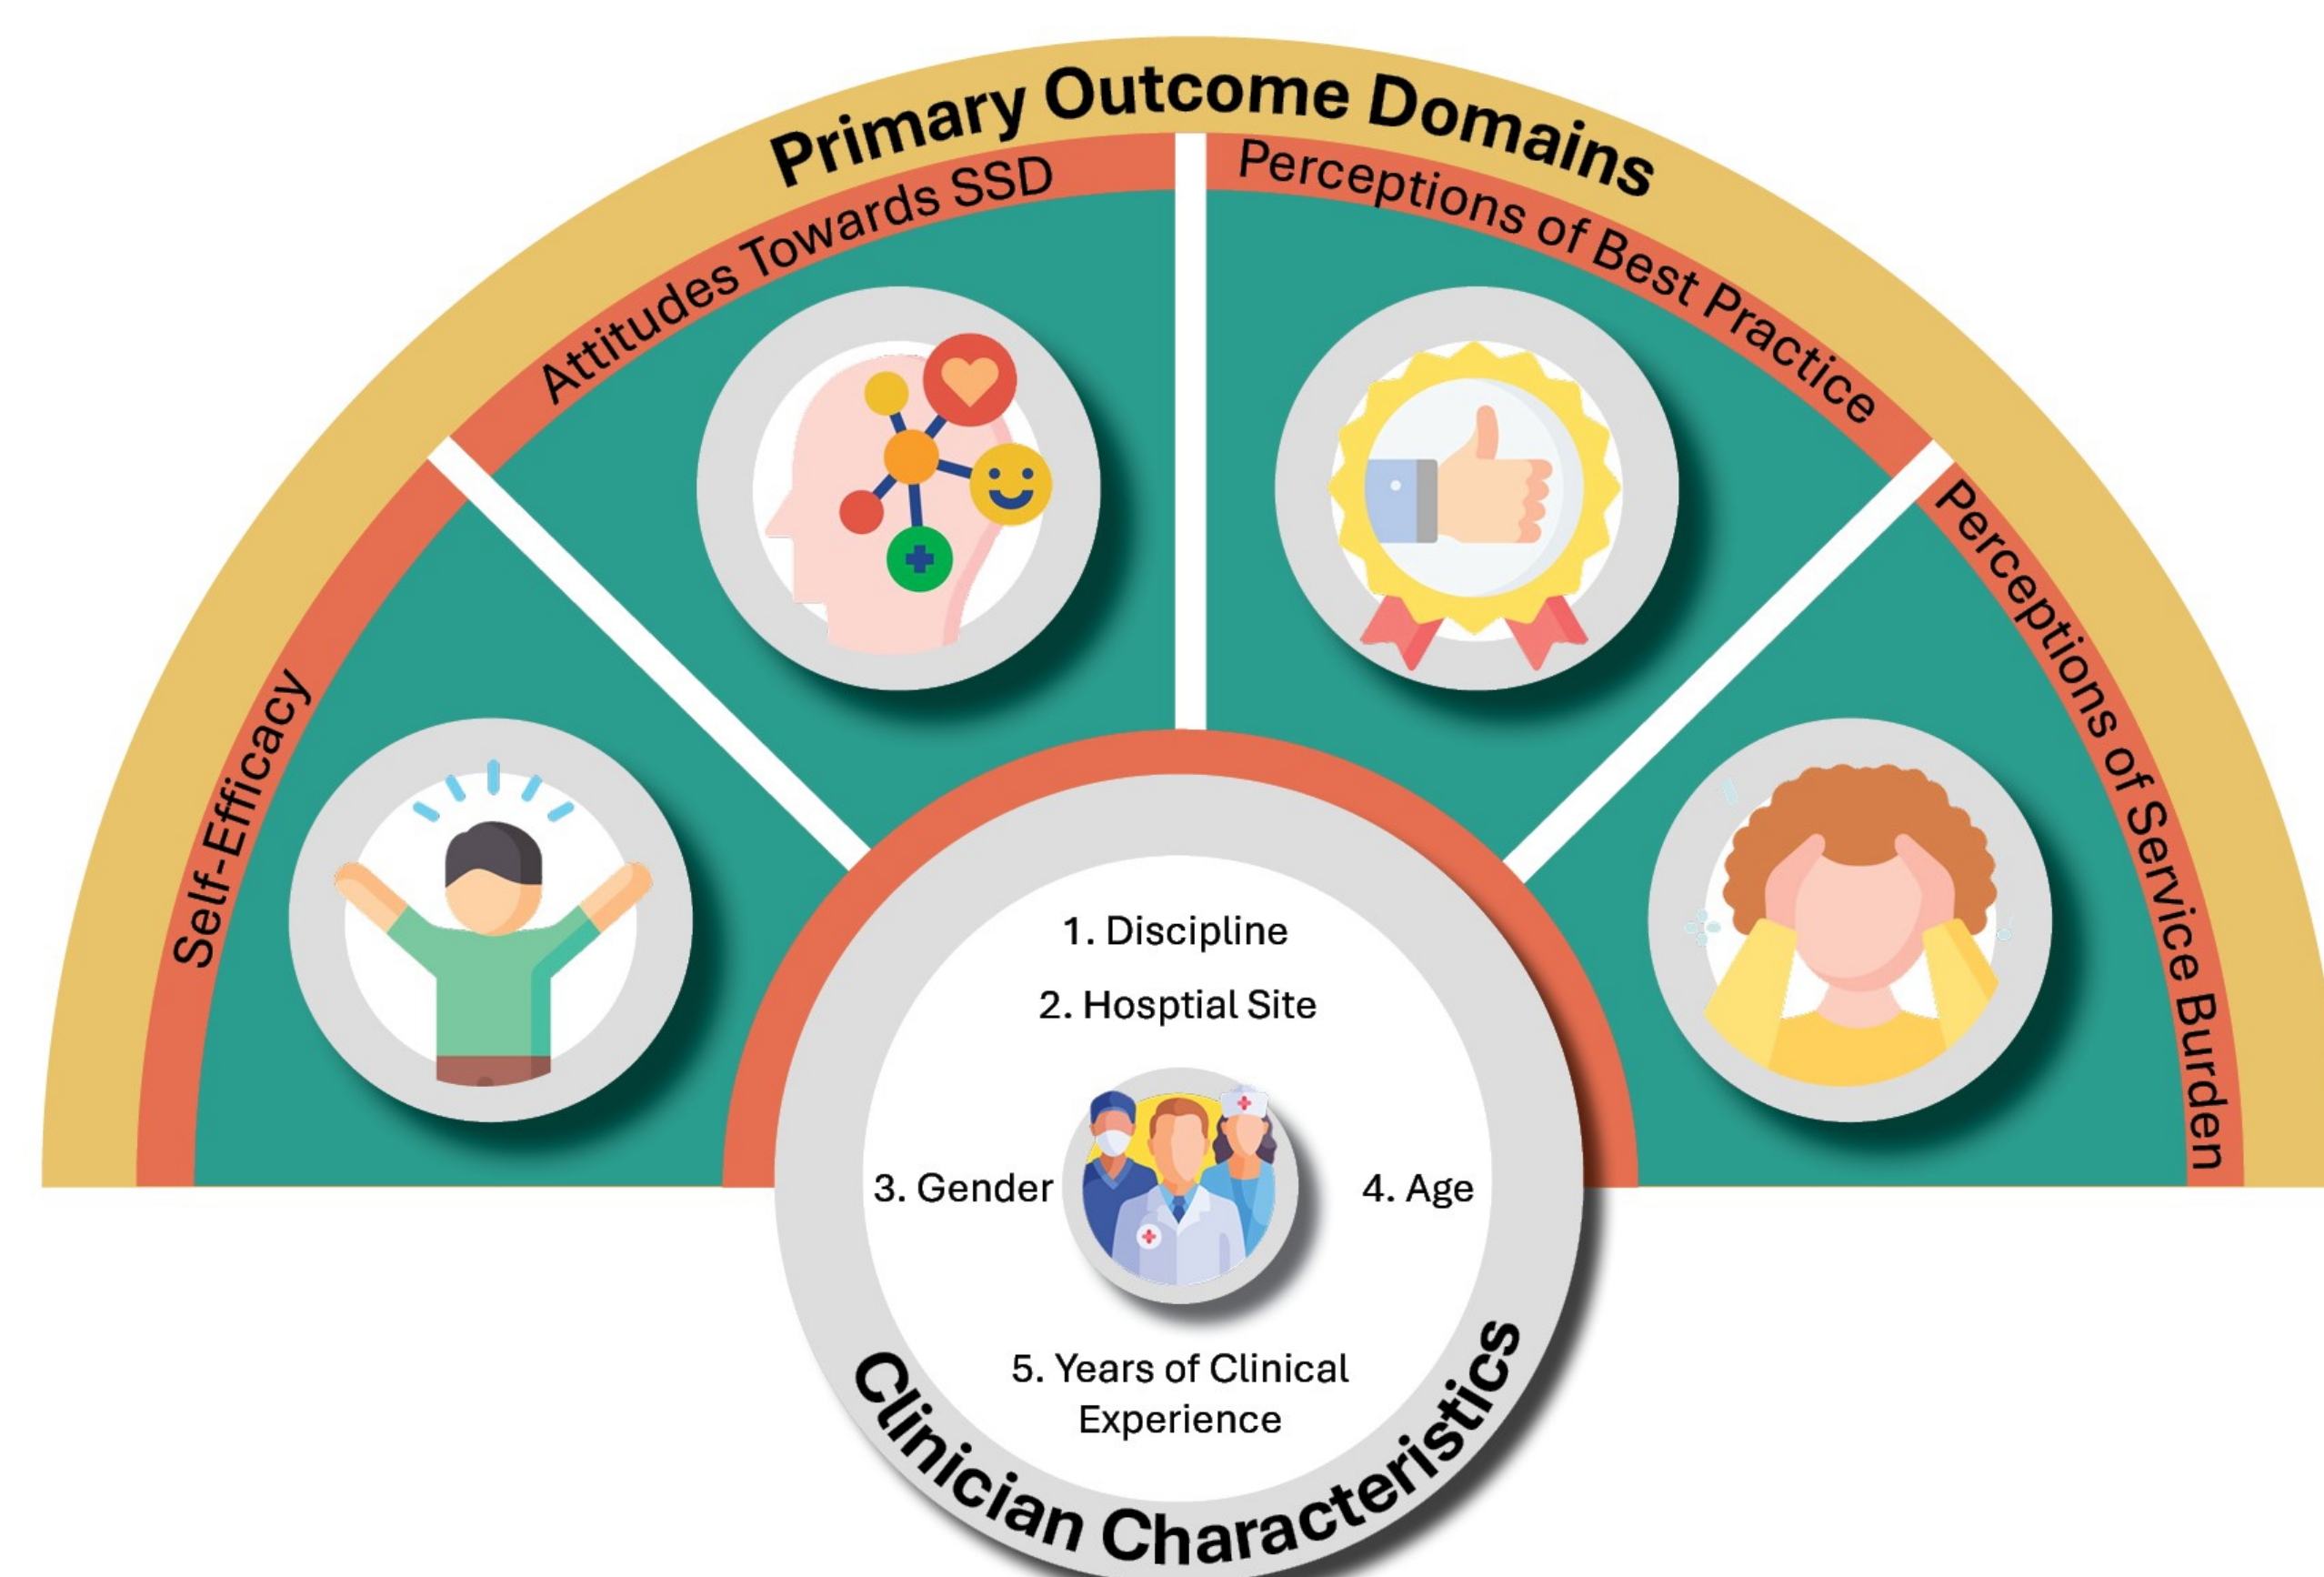 Primary Outcome Domains
Self-Efficacy
Attitudes Towards SSD
Perceptions of Best Practice
Perceptions of Service Burden
1. Discipline
2. Hosptial Site
3. Gender
4. Age
5. Years of Clinical
Experience
Clinician Characteristics